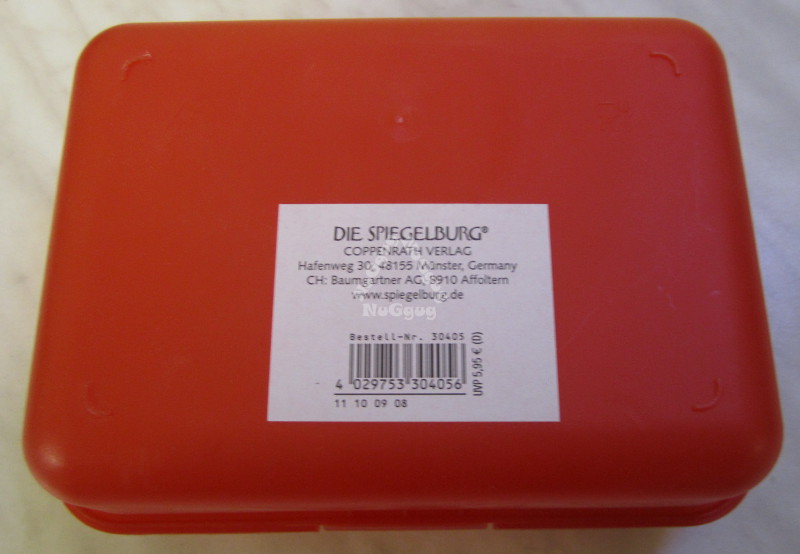 DIE SPIEGELBURG®
COPPENRATH VERLAG
Hafenweg 30, 48155 Münster, Germany
CH: Baumgartner AG, 8910 Affoltern
www.spiegelburg.de
NuGgug
Bestell-Nr. 30405
4 029753 304056
UVP 5,95 € (D)
11 10 09 08